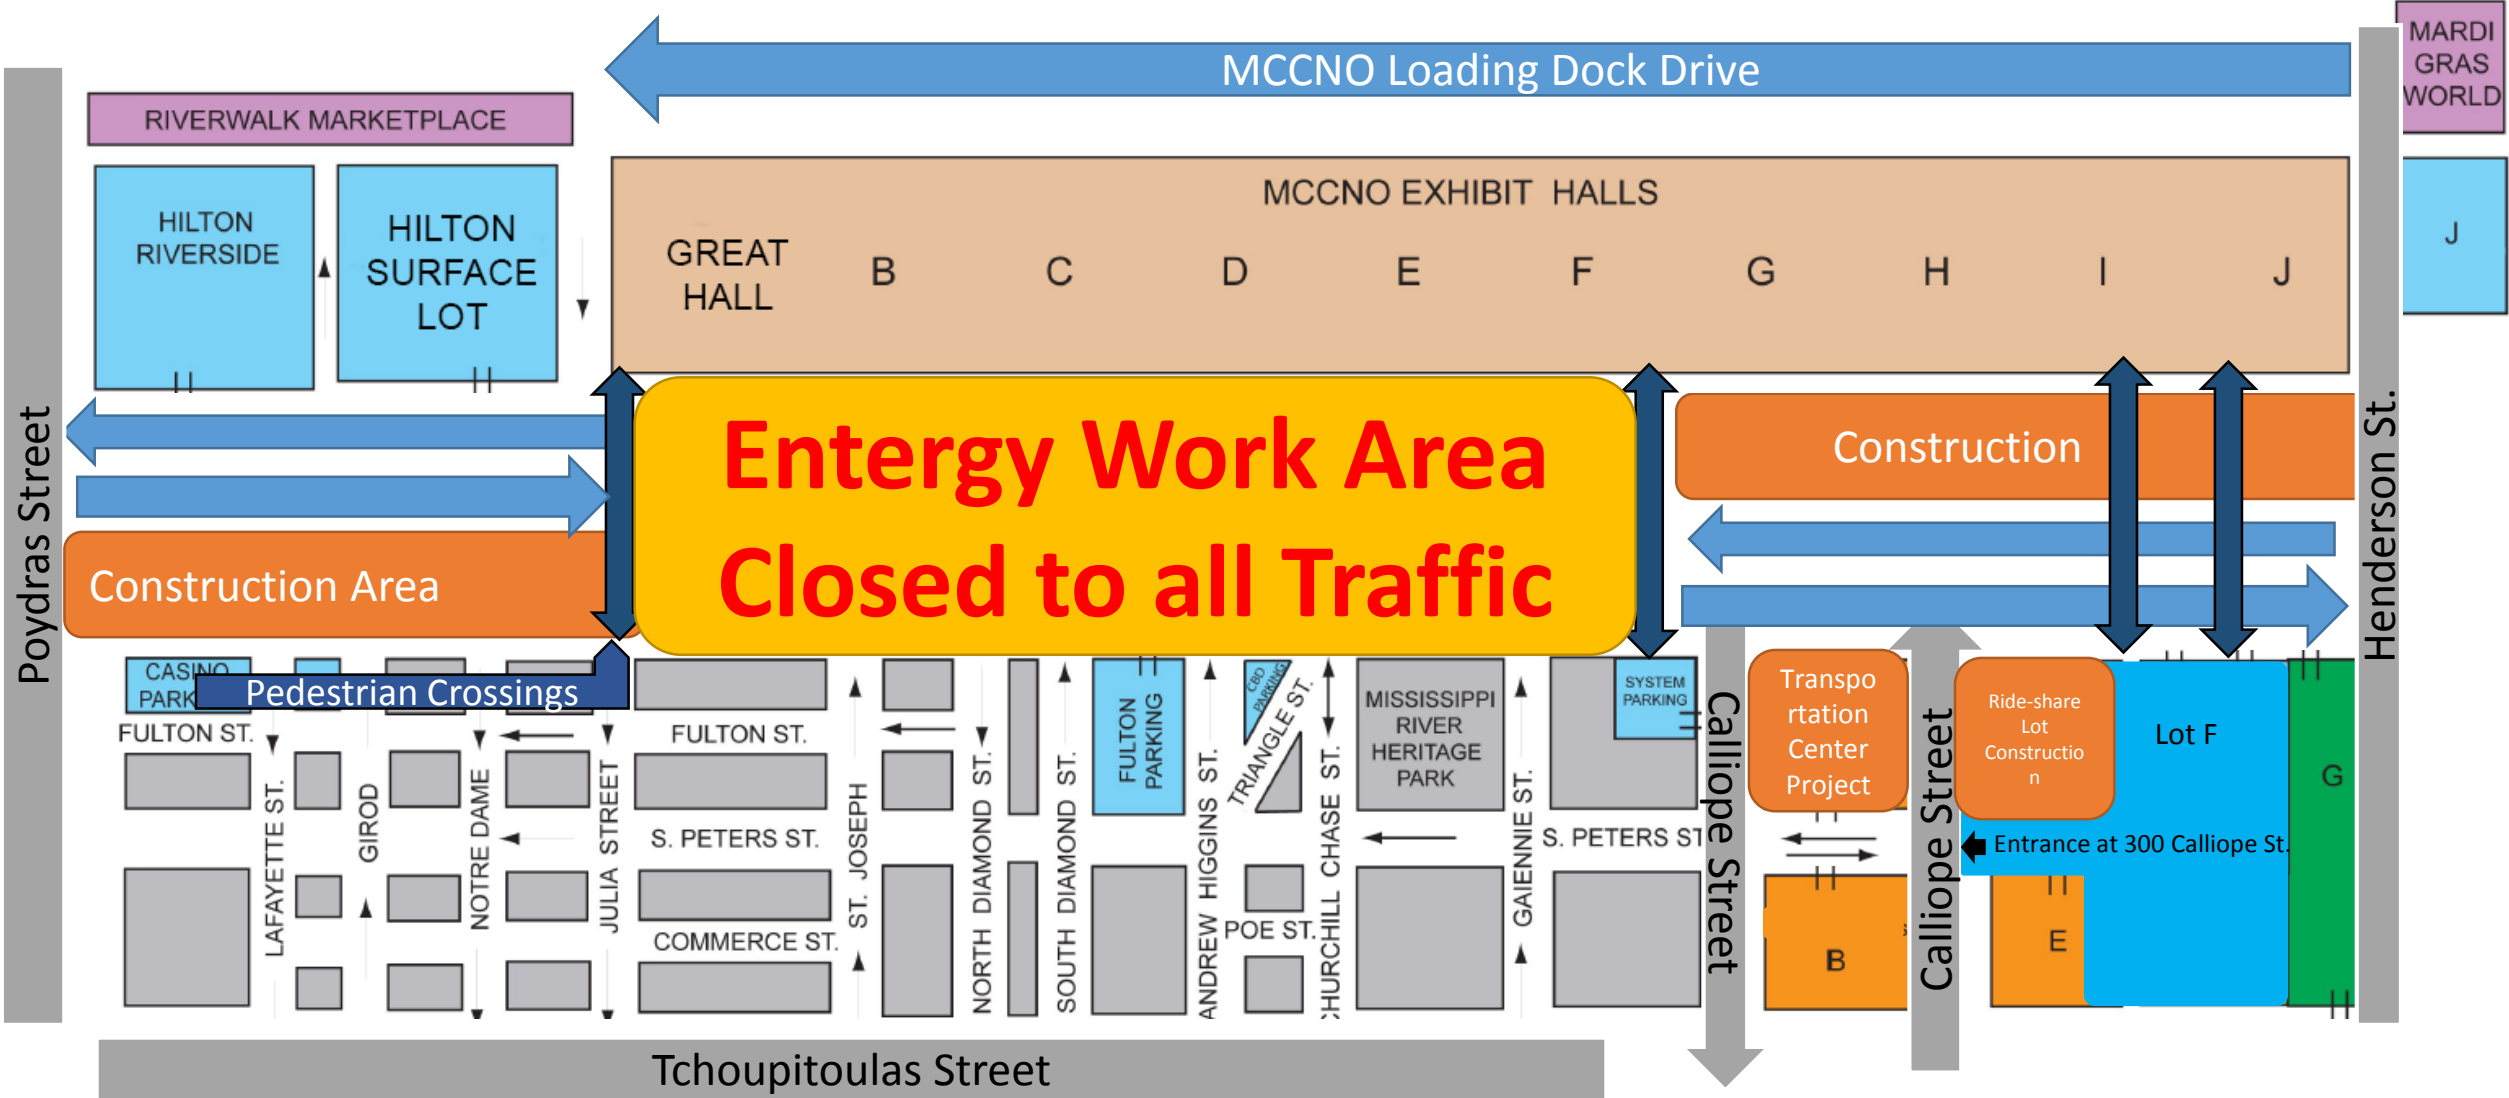 MARDI
GRAS
WORLD
MCCNO Loading Dock Drive
RIVERWALK MARKETPLACE
HILTON
RIVERSIDE
HILTON
SURFACE
LOT
MCCNO EXHIBIT HALLS
GREAT
HALL
B
C
D
E
F
G
H
I
J
J
Poydras Street
Henderson St.
Entergy Work Area
Closed to all Traffic
Construction
Construction Area
Pedestrian Crossings
CASINO
PARK
FULTON ST.
FULTON ST.
LAFAYETTE ST.
GIROD
NOTRE DAME
JULIA STREET
S. PETERS ST.
COMMERCE ST.
ST. JOSEPH
NORTH DIAMOND ST.
SOUTH DIAMOND ST.
FULTON
PARKING
ANDREW HIGGINS ST.
CBD
PARKING
TRIANGLE ST.
POE ST.
CHURCHILL CHASE ST.
MISSISSIPPI
RIVER
HERITAGE
PARK
GAIENNIE ST.
SYSTEM
PARKING
S. PETERS ST
Calliope Street
Transpo
rtation
Center
Project
B
Calliope Street
Ride-share
Lot
Constructio
n
Lot F
Entrance at 300 Calliope St.
E
G
Tchoupitoulas Street